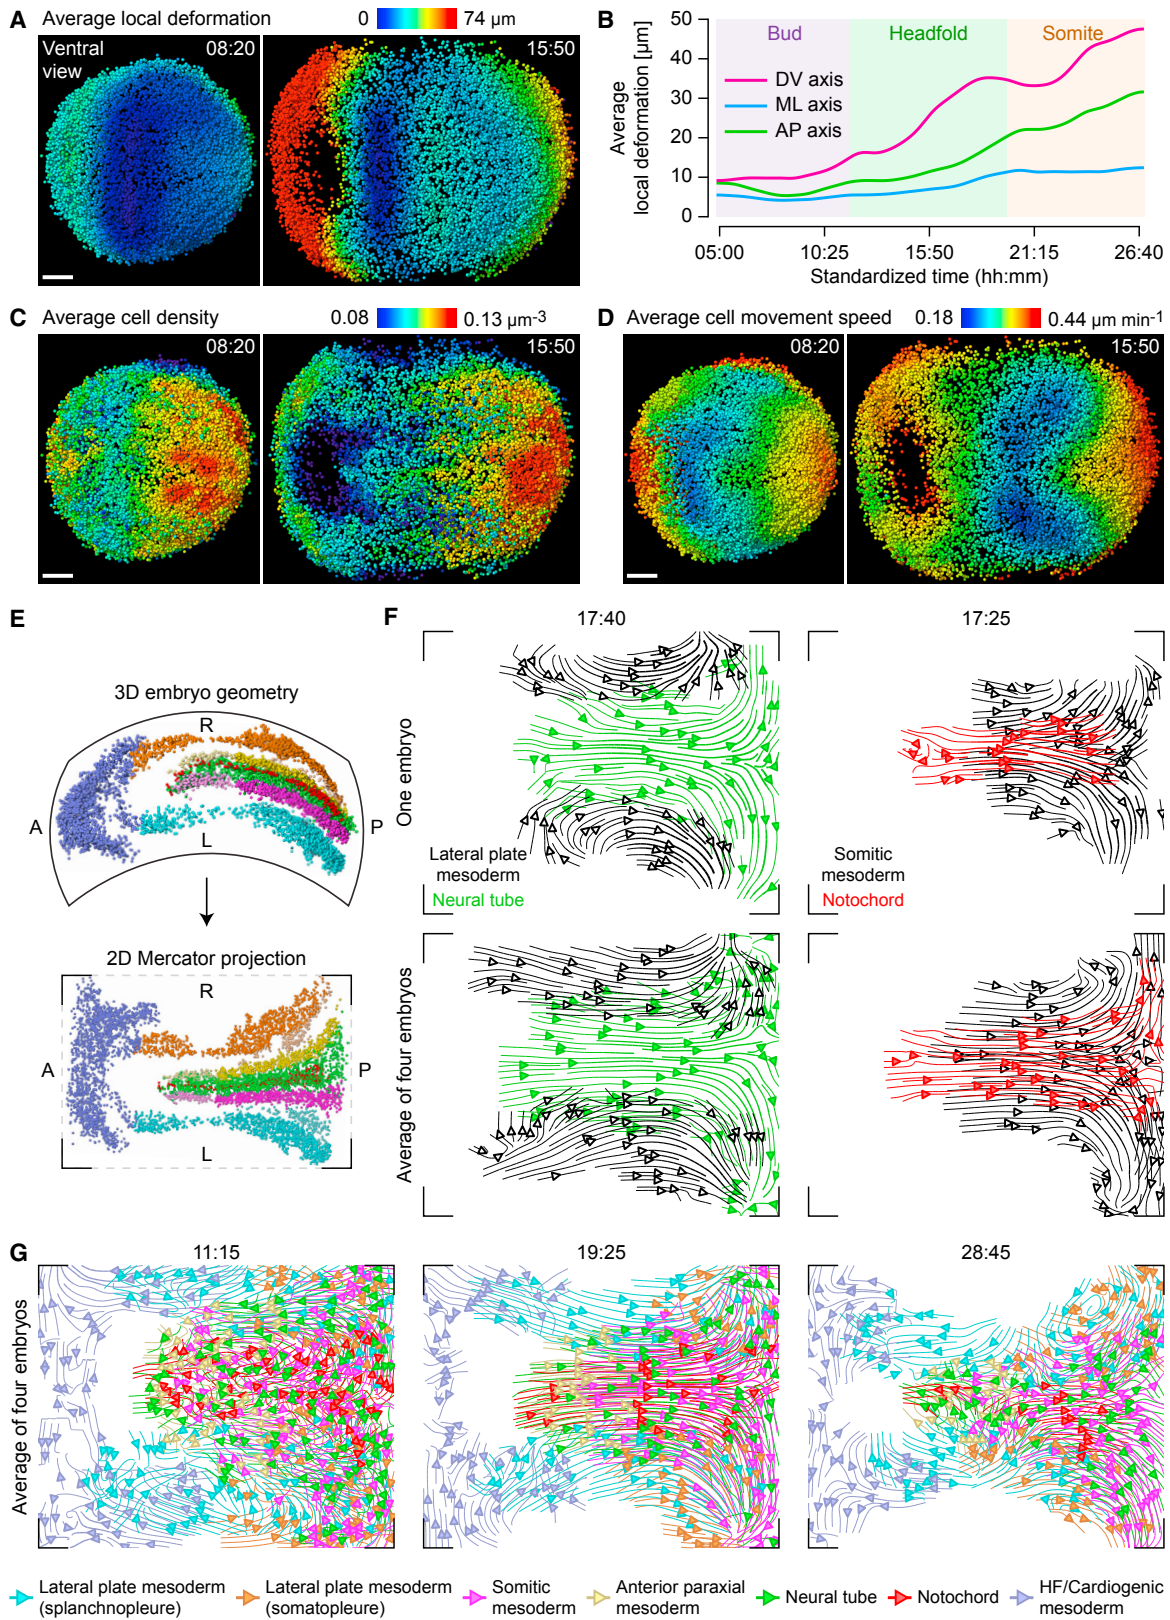 A Average local deformation 0 74 µm
Ventral view 08:20
15:50
B
Average local deformation [µm]
50
40
30
20
10
0
Bud Headfold Somite
DV axis
ML axis
AP axis
05:00 10:25 15:50 21:15 26:40
Standardized time (hh:mm)
C Average cell density 0.08 0.13 µm-3
08:20 15:50
D Average cell movement speed 0.18 0.44 µm min-1
08:20 15:50
E
3D embryo geometry
R
A P
L
2D Mercator projection
R
A P
L
F
17:40 17:25
One embryo
Lateral plate
mesoderm
Neural tube
Somitic
mesoderm
Notochord
Average of four embryos
G
11:15 19:25 28:45
Average of four embryos
Lateral plate mesoderm
(splanchnopleure)
Lateral plate mesoderm
(somatopleure)
Somitic
mesoderm
Anterior paraxial
mesoderm
Neural tube
Notochord
HF/Cardiogenic
mesoderm